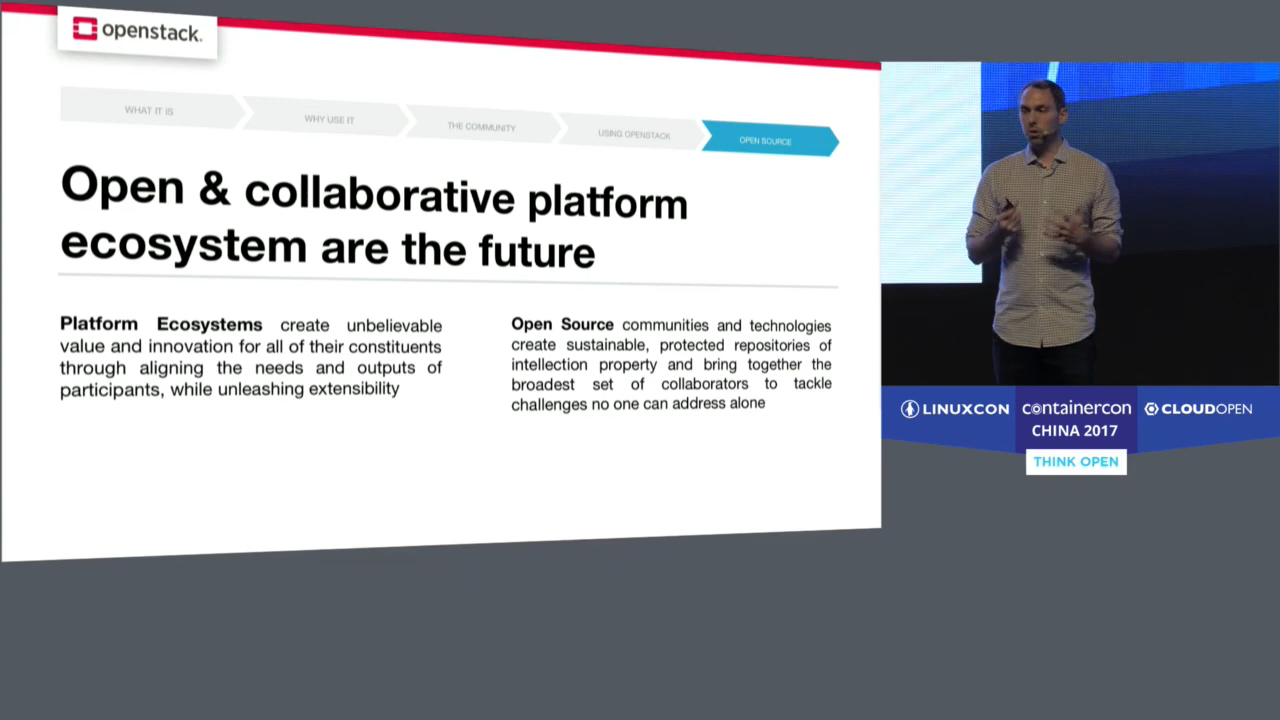 openstack.
WHAT IT IS
WHY USE IT
THE COMMUNITY
USING OPENSTACK
OPEN SOURCE
Open & collaborative platform
ecosystem are the future
Platform Ecosystems create unbelievable
value and innovation for all of their constituents
through aligning the needs and outputs of
participants, while unleashing extensibility
Open Source communities and technologies
create sustainable, protected repositories of
intellection property and bring together the
broadest set of collaborators to tackle
challenges no one can address alone
LINUXCON containercon CLOUDOPEN
CHINA 2017
THINK OPEN